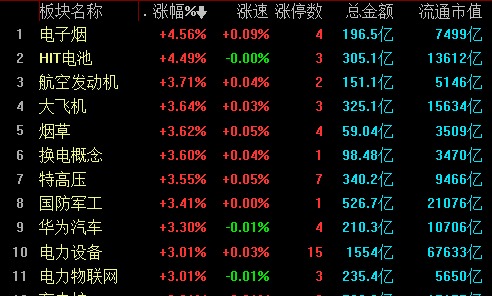 板块名称 . 涨幅%↓ 涨速 涨停数 总金额 流通市值
1 电子烟 +4.56% +0.09% 4 196.5亿 7499亿
2 HIT电池 +4.49% -0.00% 3 305.1亿 13612亿
3 航空发动机 +3.71% +0.04% 2 151.1亿 5146亿
4 大飞机 +3.64% +0.03% 3 325.1亿 15634亿
5 烟草 +3.62% +0.05% 4 59.04亿 3509亿
6 换电概念 +3.60% +0.04% 1 98.48亿 3470亿
7 特高压 +3.55% +0.05% 7 340.2亿 9466亿
8 国防军工 +3.41% +0.00% 1 526.7亿 21076亿
9 华为汽车 +3.30% -0.01% 4 210.3亿 10706亿
10 电力设备 +3.01% +0.03% 15 1554亿 67633亿
11 电力物联网 +3.01% -0.01% 3 235.4亿 5650亿